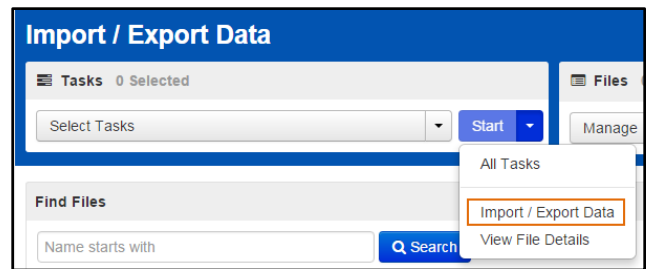 Import / Export Data
Tasks 0 Selected
Files
Select Tasks
Start
Manage
All Tasks
Import / Export Data
View File Details
Find Files
Name starts with
Search